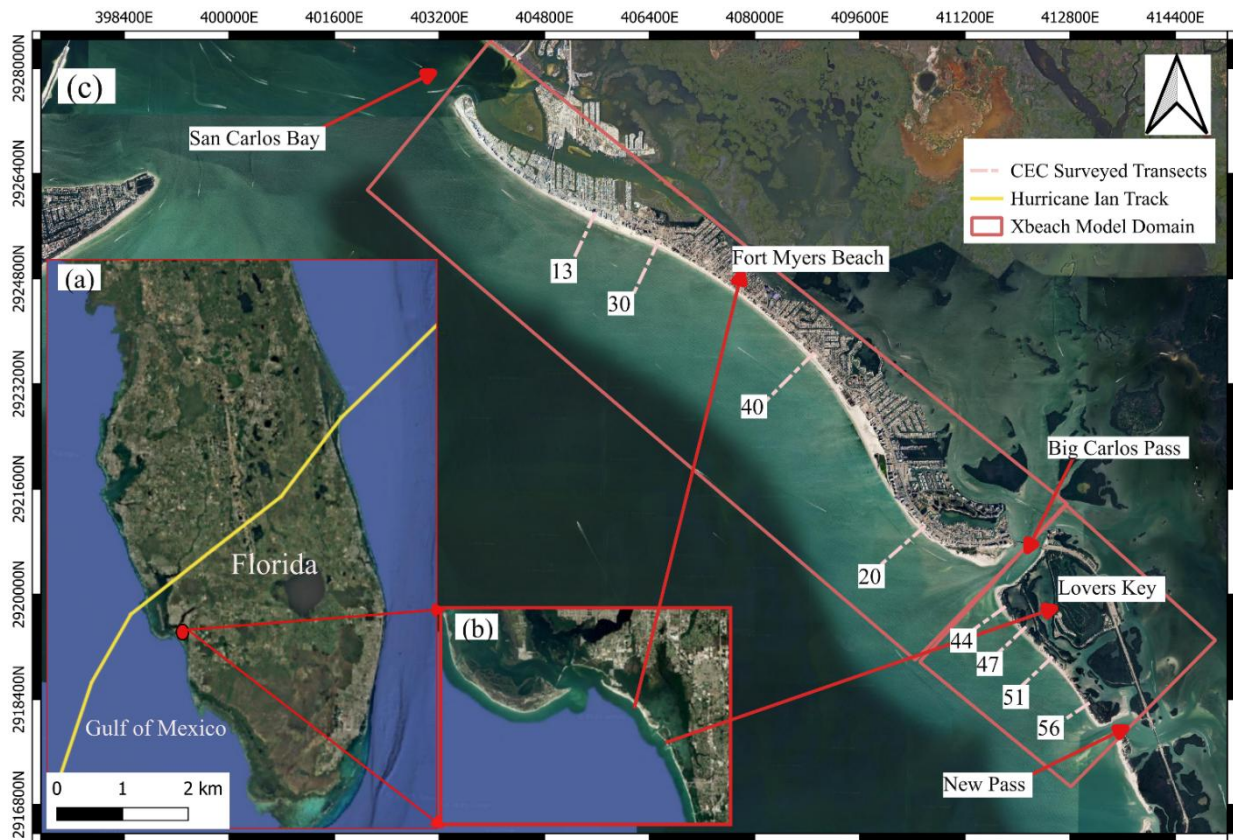 398400E 400000E 401600E 403200E 404800E 406400E 408000E 409600E 411200E 412800E 414400E
2928000N
2926400N
2924800N
2923200N
2921600N
2920000N
2918400N
2916800N
(c)
San Carlos Bay
CEC Surveyed Transects
Hurricane Ian Track
Xbeach Model Domain
13
30
Fort Myers Beach
40
Big Carlos Pass
20
Lovers Key
44
47
51
56
New Pass
(a)
Florida
Gulf of Mexico
0 1 2 km
(b)